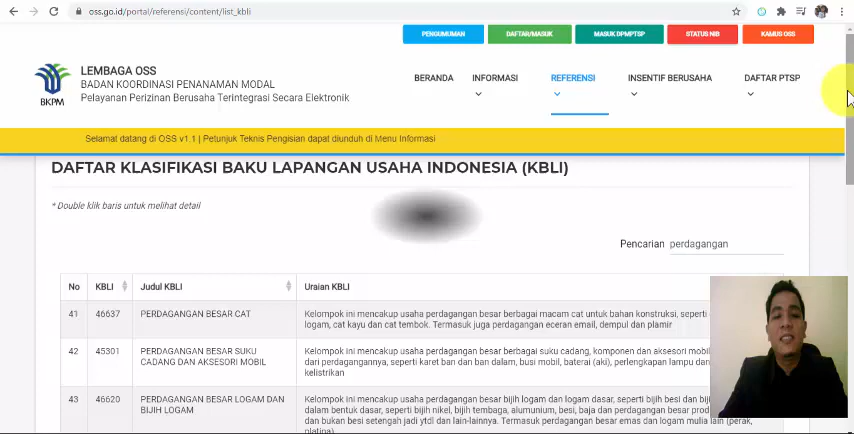 oss.go.id/portal/referensi/content/list_kbli
PENGUMUMAN DAFTAR/MASUK MASUK DPMPTSP STATUS NIB KAMUS OSS
LEMBAGA OSS
BADAN KOORDINASI PENANAMAN MODAL
Pelayanan Perizinan Berusaha Terintegrasi Secara Elektronik
BKPM
BERANDA INFORMASI REFERENSI INSENTIF BERUSAHA DAFTAR PTSP
Selamat datang di OSS v1.1 | Petunjuk Teknis Pengisian dapat diunduh di Menu Informasi
DAFTAR KLASIFIKASI BAKU LAPANGAN USAHA INDONESIA (KBLI)
* Double klik baris untuk melihat detail
Pencarian perdagangan
No KBLI Judul KBLI Uraian KBLI
41 46637 PERDAGANGAN BESAR CAT Kelompok ini mencakup usaha perdagangan besar berbagai macam cat untuk bahan konstruksi, seperti
logam, cat kayu dan cat tembok. Termasuk juga perdagangan eceran email, dempul dan plamir
42 45301 PERDAGANGAN BESAR SUKU CADANG DAN AKSESORI MOBIL Kelompok ini mencakup usaha perdagangan besar berbagai suku cadang, komponen dan aksesori mobil
dari perdagangannya, seperti karet ban dan ban dalam, busi mobil, baterai (aki), perlengkapan lampu dan
kelistrikan
43 46620 PERDAGANGAN BESAR LOGAM DAN BIJIH LOGAM Kelompok ini mencakup usaha perdagangan besar bijih logam dan logam dasar, seperti bijih besi dan
dalam bentuk dasar, seperti bijih nikel, bijih tembaga, alumunium, besi, baja dan perdagangan besar
dan bukan besi setengah jadi ytdl dan lain-lainnya. Termasuk perdagangan besar emas dan logam mulia lain (perak,
platina)